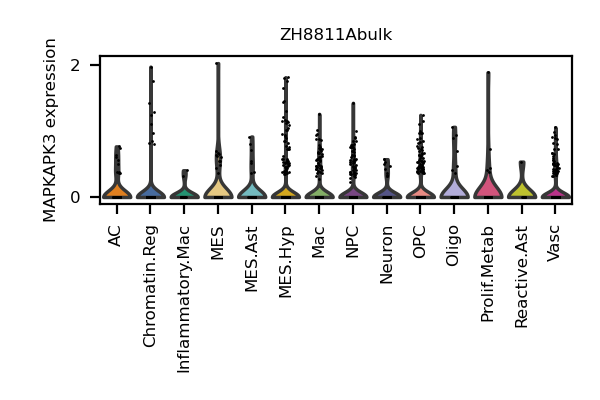 ZH8811Abulk
MAPKAPK3 expression
2
0
AC
Chromatin.Reg
Inflammatory.Mac
MES
MES.Ast
MES.Hyp
Mac
NPC
Neuron
OPC
Oligo
Prolif.Metab
Reactive.Ast
Vasc